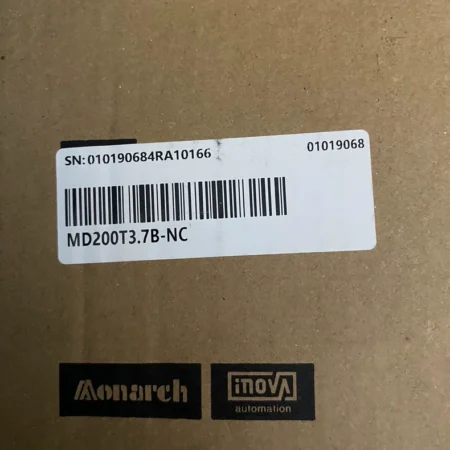 SN: 010190684RA10166 01019068
MD200T3.7B-NC
Monarch inovA
automation